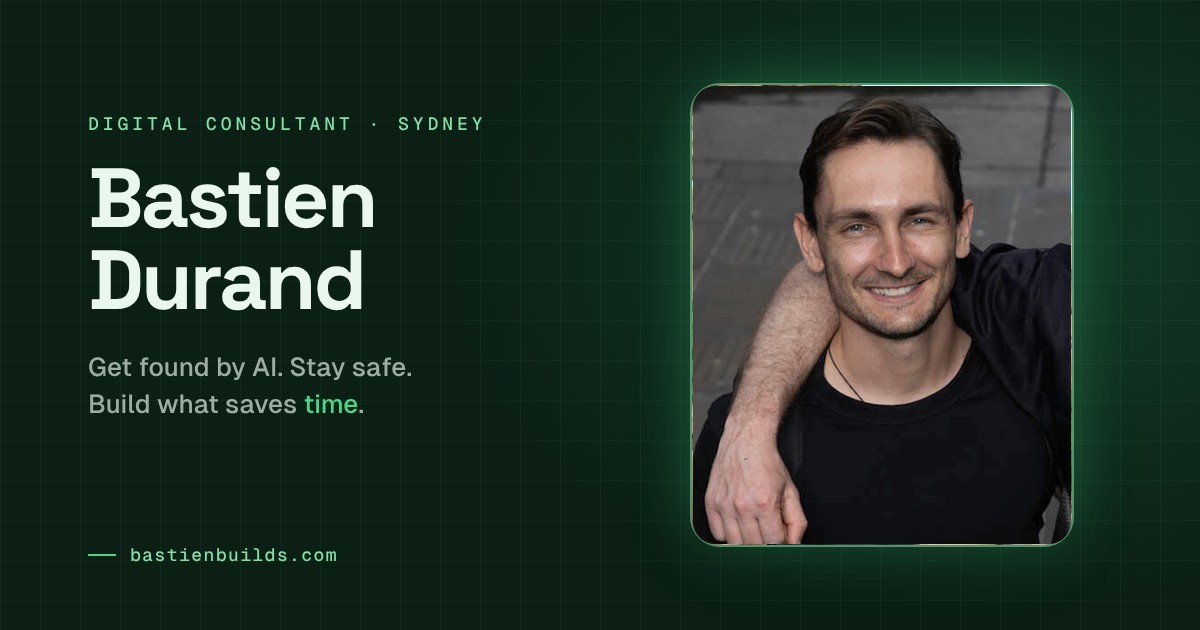 DIGITAL CONSULTANT · SYDNEY
Bastien
Durand
Get found by AI. Stay safe.
Build what saves time.
bastienbuilds.com